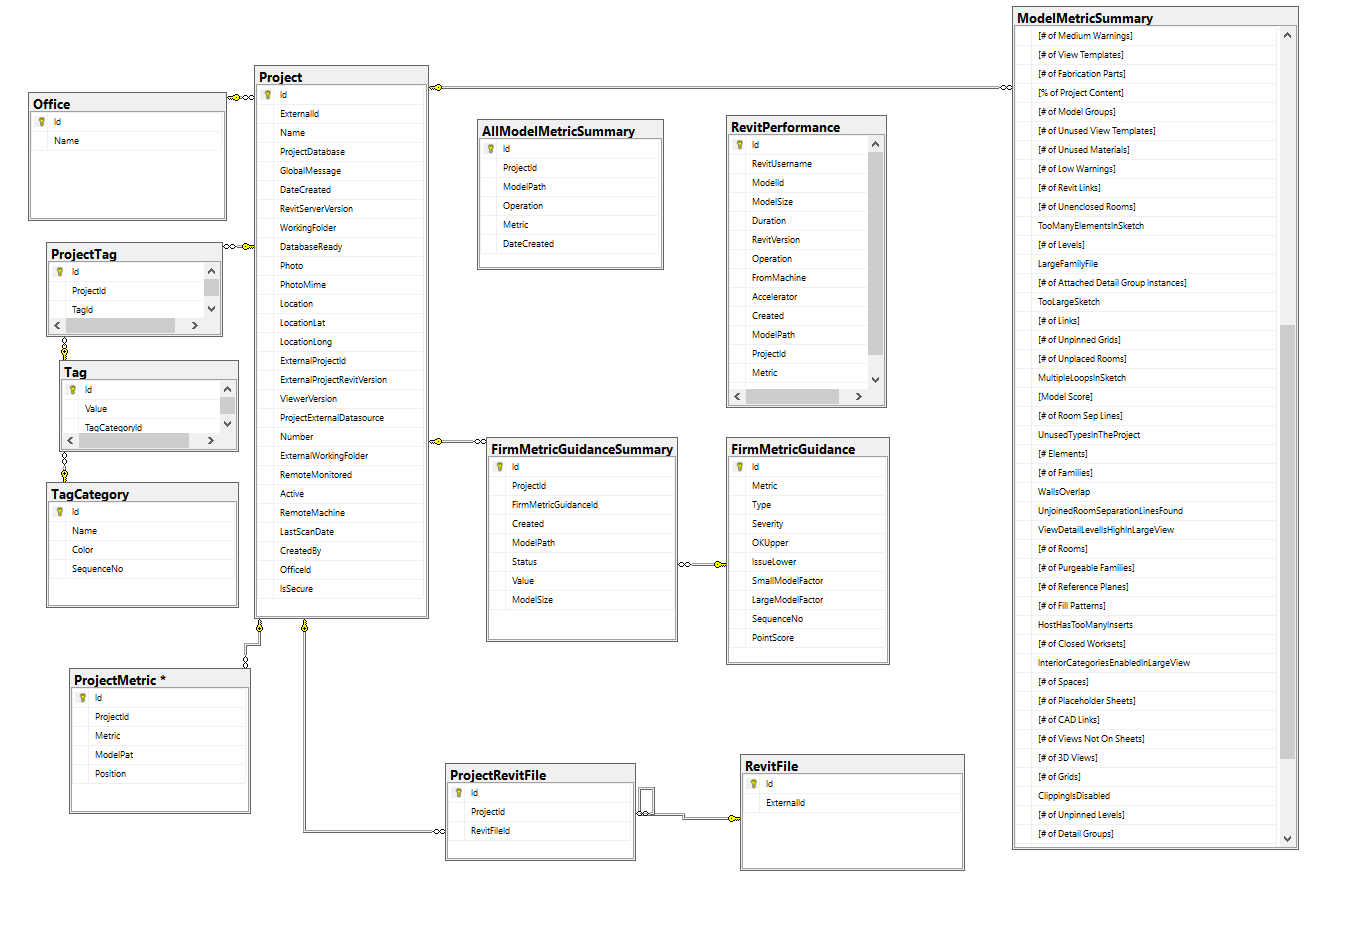 Office
Id
Name
Project
Id
ExternalId
Name
ProjectDatabase
GlobalMessage
DateCreated
RevitServerVersion
WorkingFolder
DatabaseReady
Photo
PhotoMime
Location
LocationLat
LocationLong
ExternalProjectId
ExternalProjectRevitVersion
ViewerVersion
ProjectExternalDatasource
Number
ExternalWorkingFolder
RemoteMonitored
Active
RemoteMachine
LastScanDate
CreatedBy
OfficeId
IsSecure
ProjectTag
Id
ProjectId
TagId
Tag
Id
Value
TagCategoryId
TagCategory
Id
Name
Color
SequenceNo
ProjectMetric *
Id
ProjectId
Metric
ModelPat
Position
AllModelMetricSummary
Id
ProjectId
ModelPath
Operation
Metric
DateCreated
RevitPerformance
Id
RevitUsername
ModelId
ModelSize
Duration
RevitVersion
Operation
FromMachine
Accelerator
Created
ModelPath
ProjectId
Metric
FirmMetricGuidanceSummary
Id
ProjectId
FirmMetricGuidanceId
Created
ModelPath
Status
Value
ModelSize
FirmMetricGuidance
Id
Metric
Type
Severity
OKUpper
IssueLower
SmallModelFactor
LargeModelFactor
SequenceNo
PointScore
ProjectRevitFile
Id
ProjectId
RevitFileId
RevitFile
Id
ExternalId
ModelMetricSummary
[# of Medium Warnings]
[# of View Templates]
[# of Fabrication Parts]
[% of Project Content]
[# of Model Groups]
[# of Unused View Templates]
[# of Unused Materials]
[# of Low Warnings]
[# of Revit Links]
[# of Unenclosed Rooms]
TooManyElementsInSketch
[# of Levels]
LargeFamilyFile
[# of Attached Detail Group Instances]
TooLargeSketch
[# of Links]
[# of Unpinned Grids]
[# of Unplaced Rooms]
MultipleLoopsInSketch
[Model Score]
[# of Room Sep Lines]
UnusedTypesInTheProject
[# Elements]
[# of Families]
WallsOverlap
UnjoinedRoomSeparationLinesFound
ViewDetailLevelIsHighInLargeView
[# of Rooms]
[# of Purgeable Families]
[# of Reference Planes]
[# of Fill Patterns]
HostHasTooManyInserts
[# of Closed Worksets]
InteriorCategoriesEnabledInLargeView
[# of Spaces]
[# of Placeholder Sheets]
[# of CAD Links]
[# of Views Not On Sheets]
[# of 3D Views]
[# of Grids]
ClippingIsDisabled
[# of Unpinned Levels]
[# of Detail Groups]